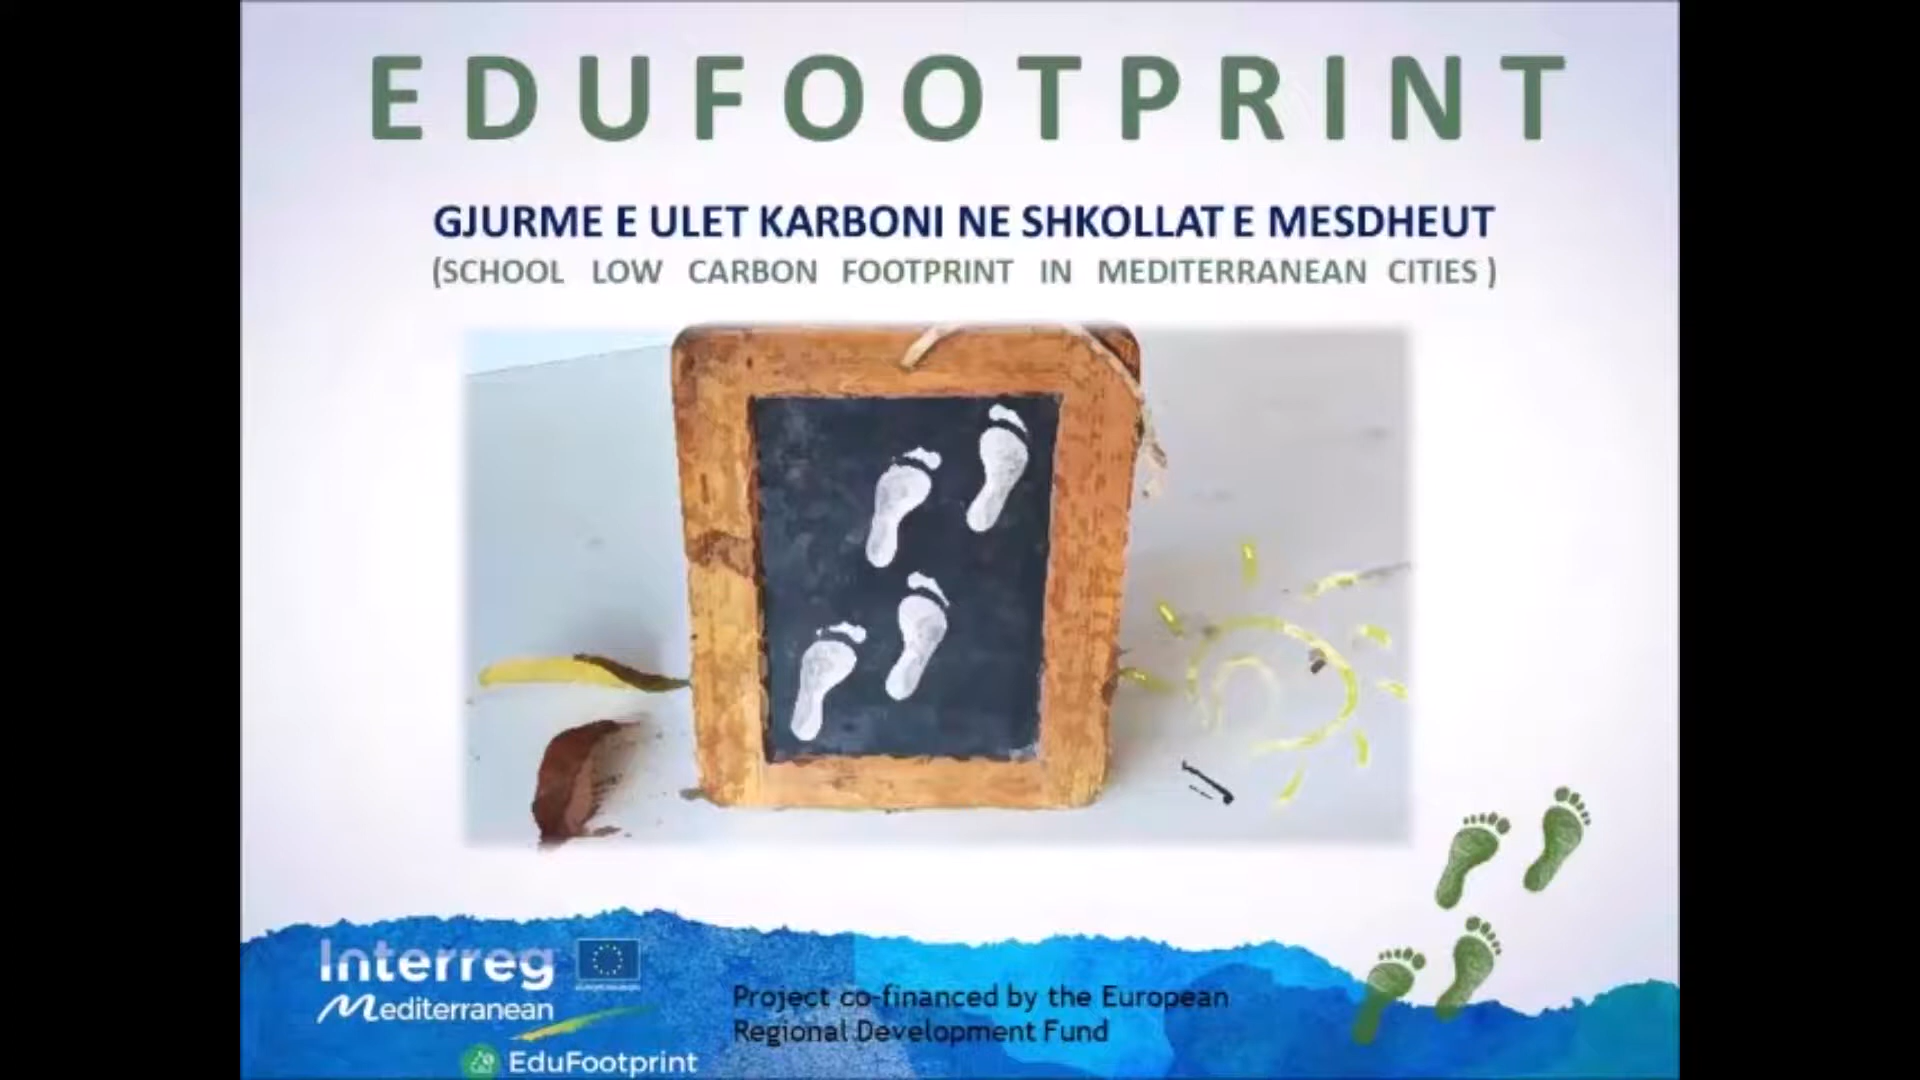 EDUFOOTPRINT
GJURME E ULET KARBONI NE SHKOLLAT E MESDHEUT
(SCHOOL LOW CARBON FOOTPRINT IN MEDITERRANEAN CITIES )
Interreg
Mediterranean
EduFootprint
Project co-financed by the European
Regional Development Fund